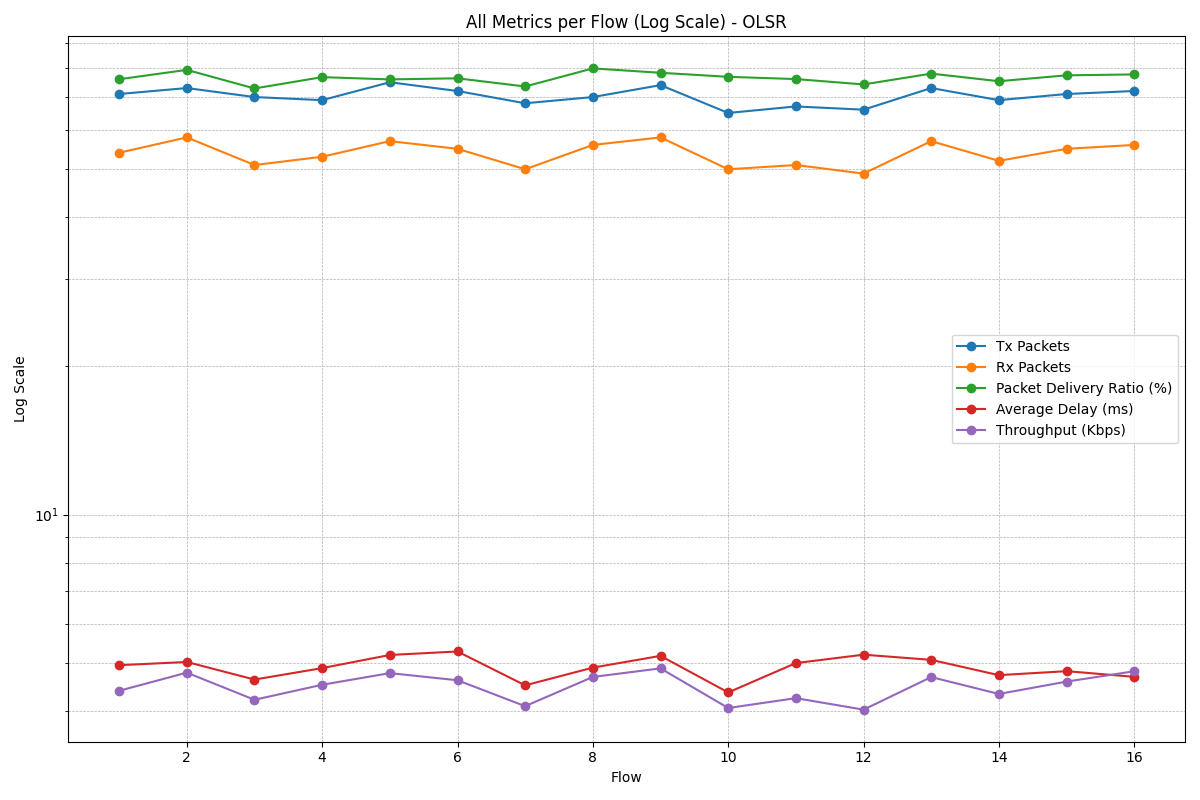 All Metrics per Flow (Log Scale) - OLSR
Log Scale
10¹
Tx Packets
Rx Packets
Packet Delivery Ratio (%)
Average Delay (ms)
Throughput (Kbps)
2 4 6 8 10 12 14 16
Flow